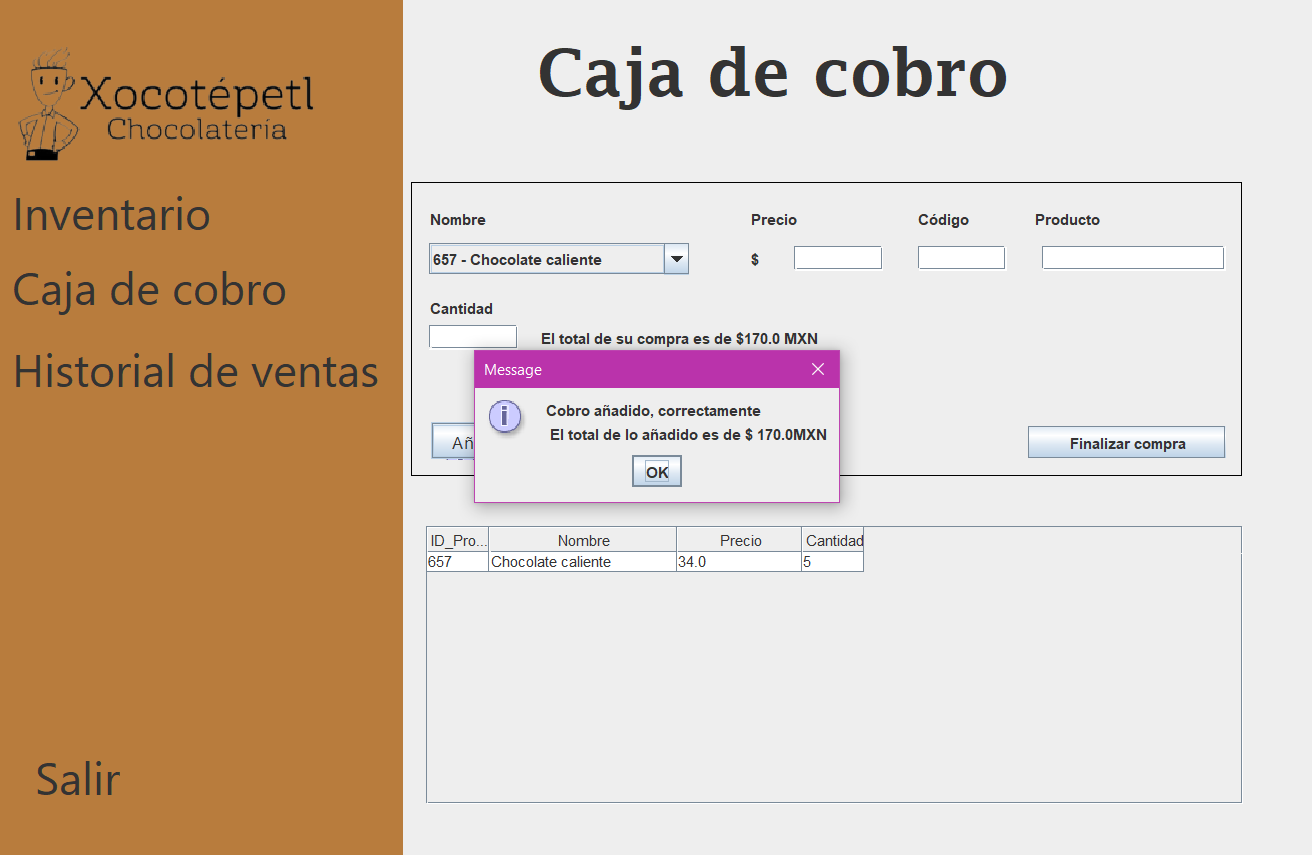 Xocotépetl
Chocolatería
Inventario
Caja de cobro
Historial de ventas
Salir
Caja de cobro
Nombre Precio Código Producto
657 - Chocolate caliente $
Cantidad
El total de su compra es de $170.0 MXN
Message
Cobro añadido, correctamente
El total de lo añadido es de $ 170.0MXN
OK
Añ
Finalizar compra
ID_Pro... Nombre Precio Cantidad
657 Chocolate caliente 34.0 5